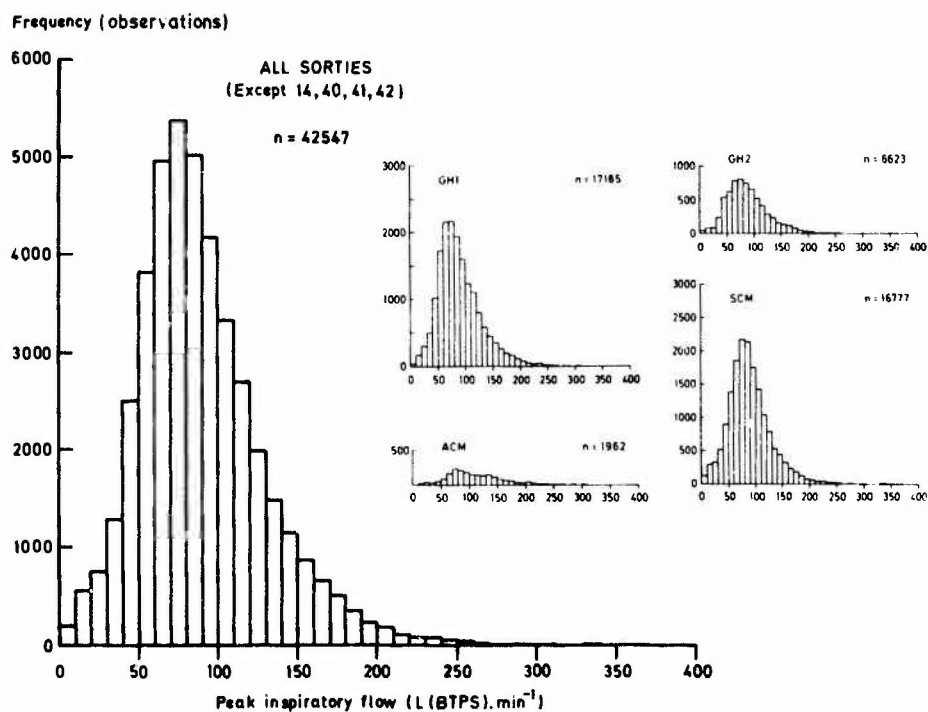 Frequency (observations)
6000
5000
4000
3000
2000
1000
0
ALL SORTIES
(Except 14, 40, 41, 42)
n = 42547
0 50 100 150 200 250 300 350 400
Peak inspiratory flow (L (BTPS). min⁻¹)
GH1
n = 17185
3000
2000
1000
0
0 50 100 150 200 250 300 350 400
GH2
n = 6623
1000
500
0
0 50 100 150 200 250 300 350 400
ACM
n = 1962
500
0 50 100 150 200 250 300 350 400
SCM
n = 16777
3000
2500
2000
1500
1000
500
0
0 50 100 150 200 250 300 350 400